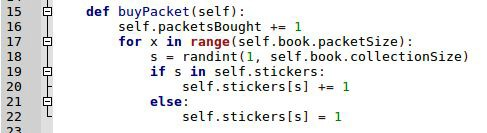 15 def buyPacket(self):
16 self.packetsBought += 1
17 for x in range(self.book.packetSize):
18 s = randint(1, self.book.collectionSize)
19 if s in self.stickers:
20 self.stickers[s] += 1
21 else:
22 self.stickers[s] = 1
23